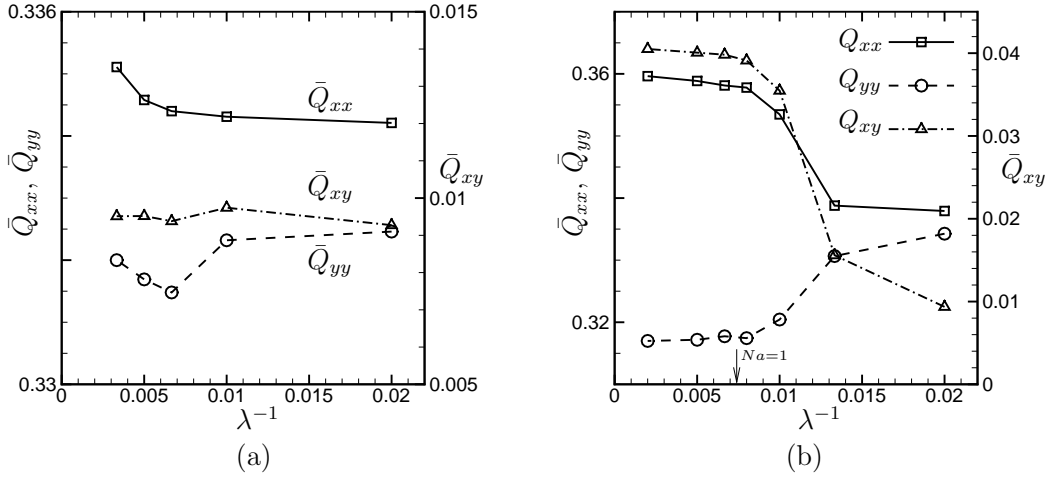 0.336
0.33
Q̄xx, Q̄yy
0.015
0.01
0.005
Q̄xy
Q̄xx
Q̄xy
Q̄yy
0 0.005 0.01 0.015 0.02
λ⁻¹
(a)
0.36
0.32
Q̄xx, Q̄yy
Qxx
Qyy
Qxy
0.04
0.03
0.02
0.01
0
Q̄xy
Na=1
0 0.005 0.01 0.015 0.02
λ⁻¹
(b)